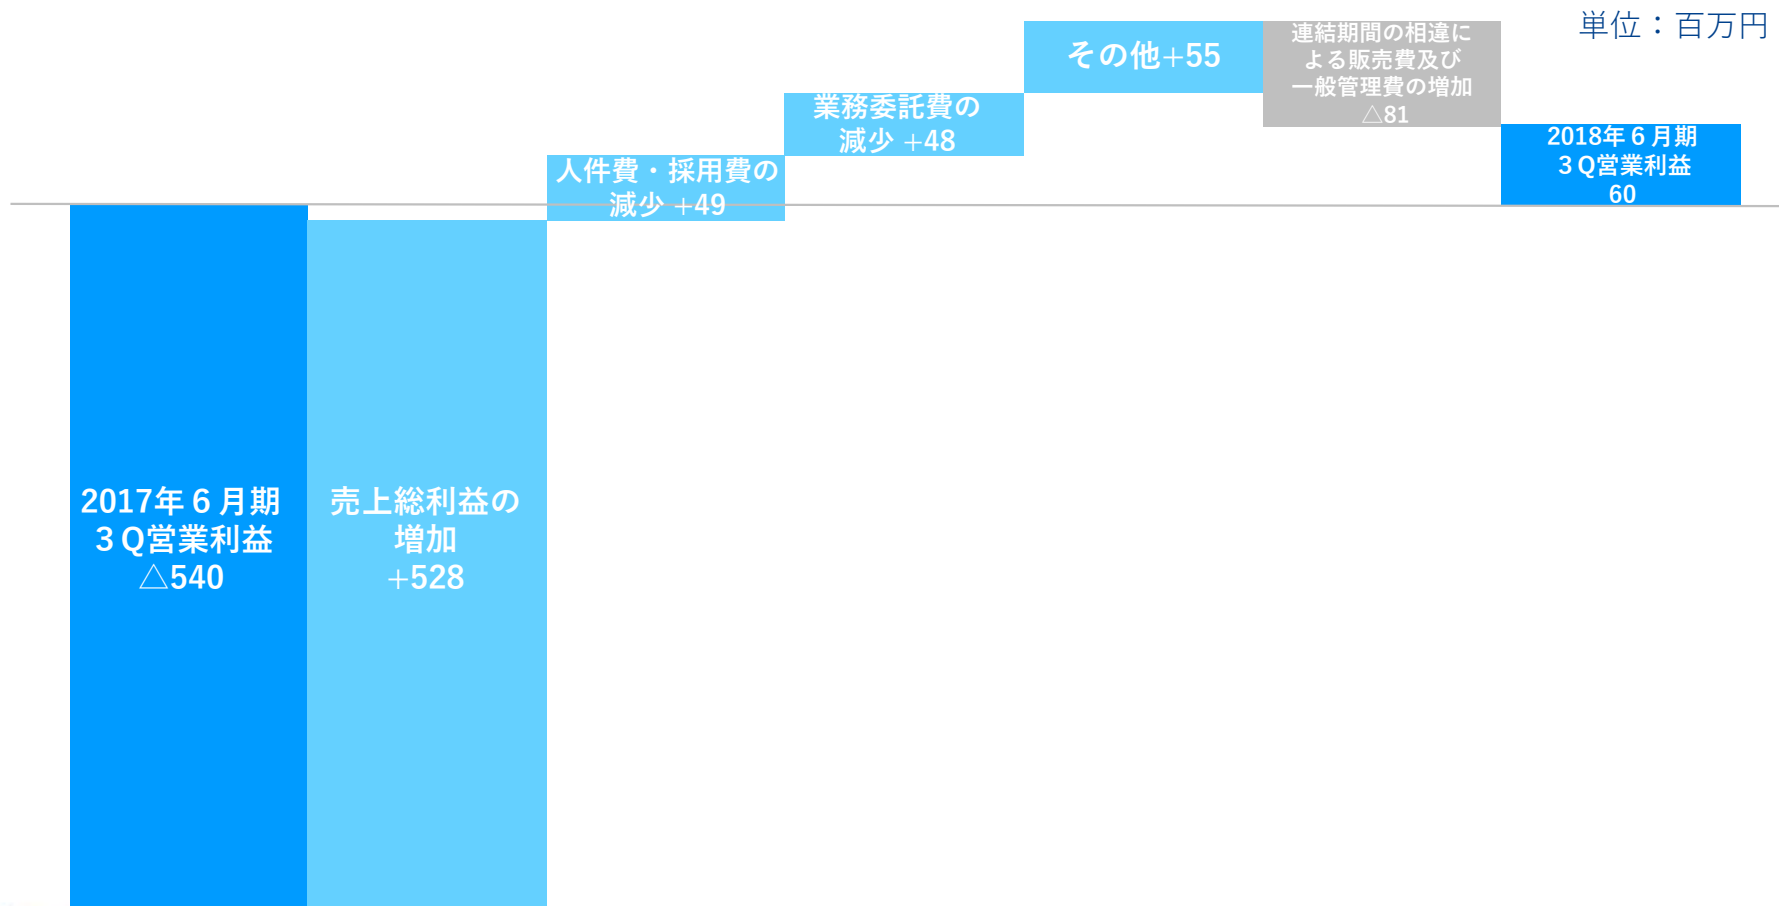 単位：百万円
2017年６月期
３Q営業利益
△540
売上総利益の
増加
+528
人件費・採用費の
減少 +49
業務委託費の
減少 +48
その他+55
連結期間の相違に
よる販売費及び
一般管理費の増加
△81
2018年６月期
３Q営業利益
60